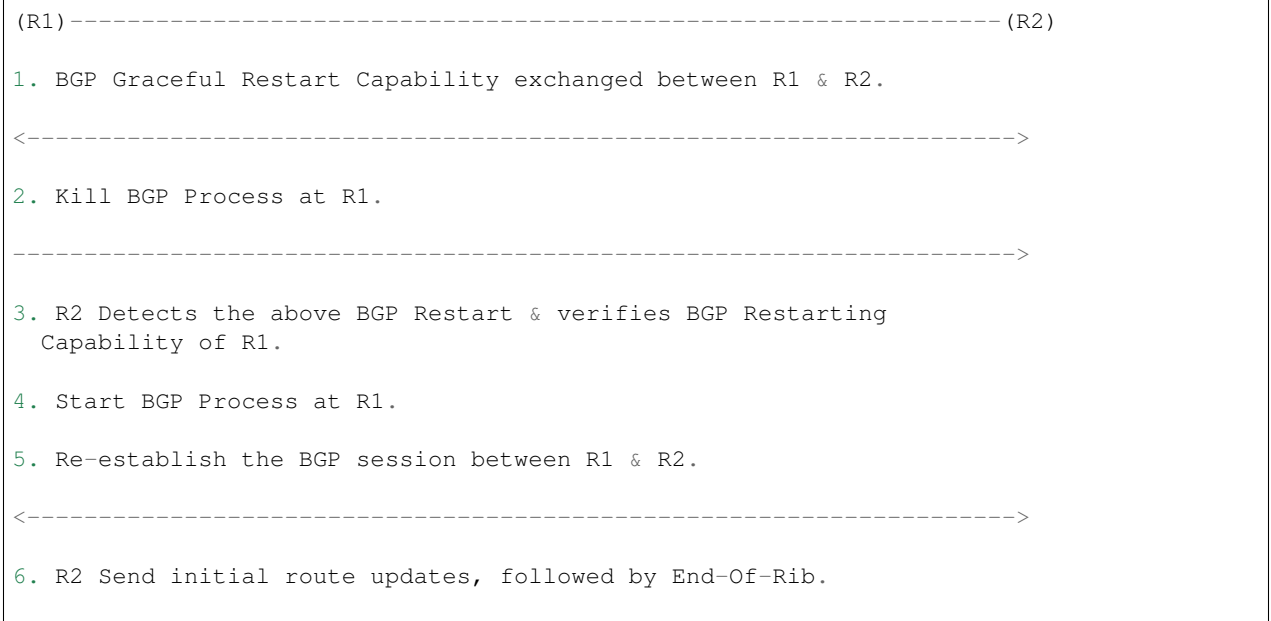 (R1)-----------------------------------------------------------------(R2)
1. BGP Graceful Restart Capability exchanged between R1 & R2.
<--------------------------------------------------------------------->
2. Kill BGP Process at R1.
---------------------------------------------------------------------->
3. R2 Detects the above BGP Restart & verifies BGP Restarting
Capability of R1.
4. Start BGP Process at R1.
5. Re-establish the BGP session between R1 & R2.
<--------------------------------------------------------------------->
6. R2 Send initial route updates, followed by End-Of-Rib.